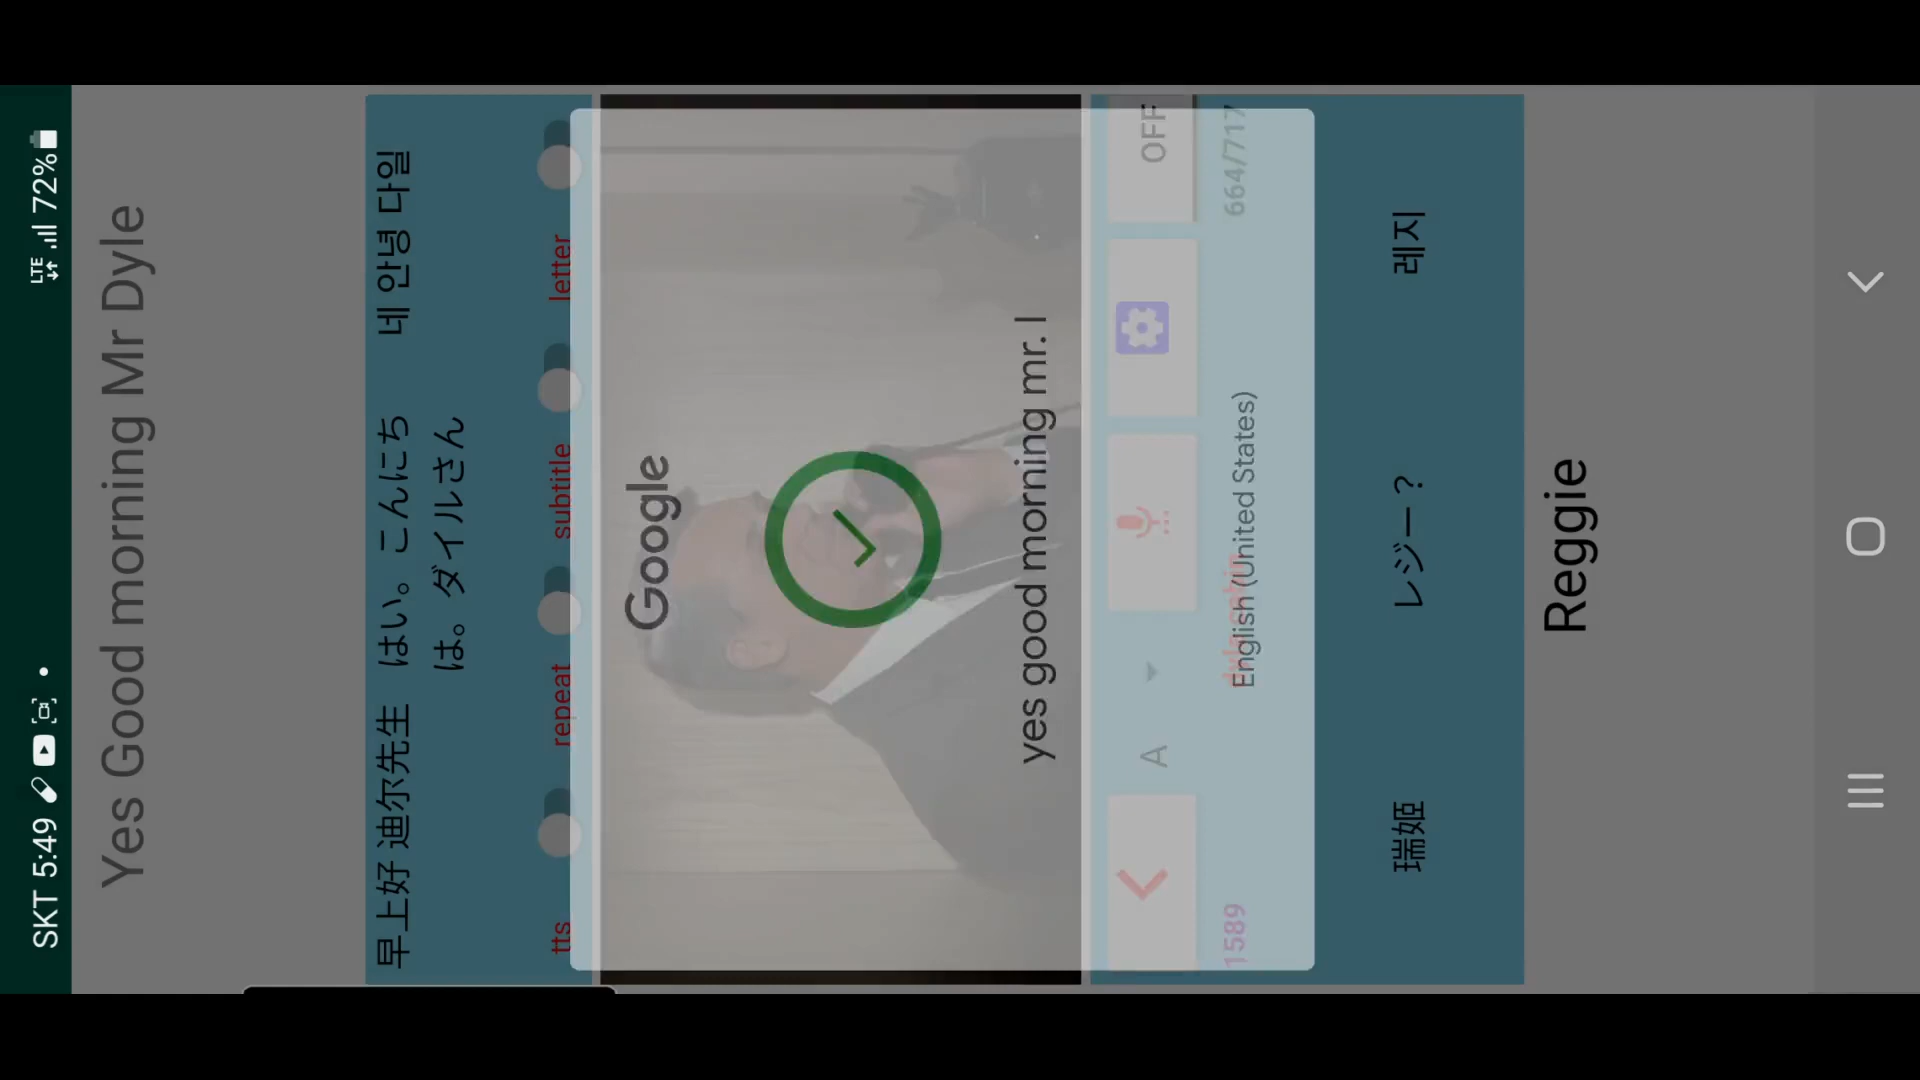 SKT 5:49
LTE 72%
Yes Good morning Mr Dyle
早上好 迪尔先生
はい。こんにち
は。ダイルさん
네 안녕 다일
tts
repeat
subtitle
letter
Google
yes good morning mr. I
A
OFF
1589
English (United States)
664/717
瑞姬
レジー？
레지
Reggie